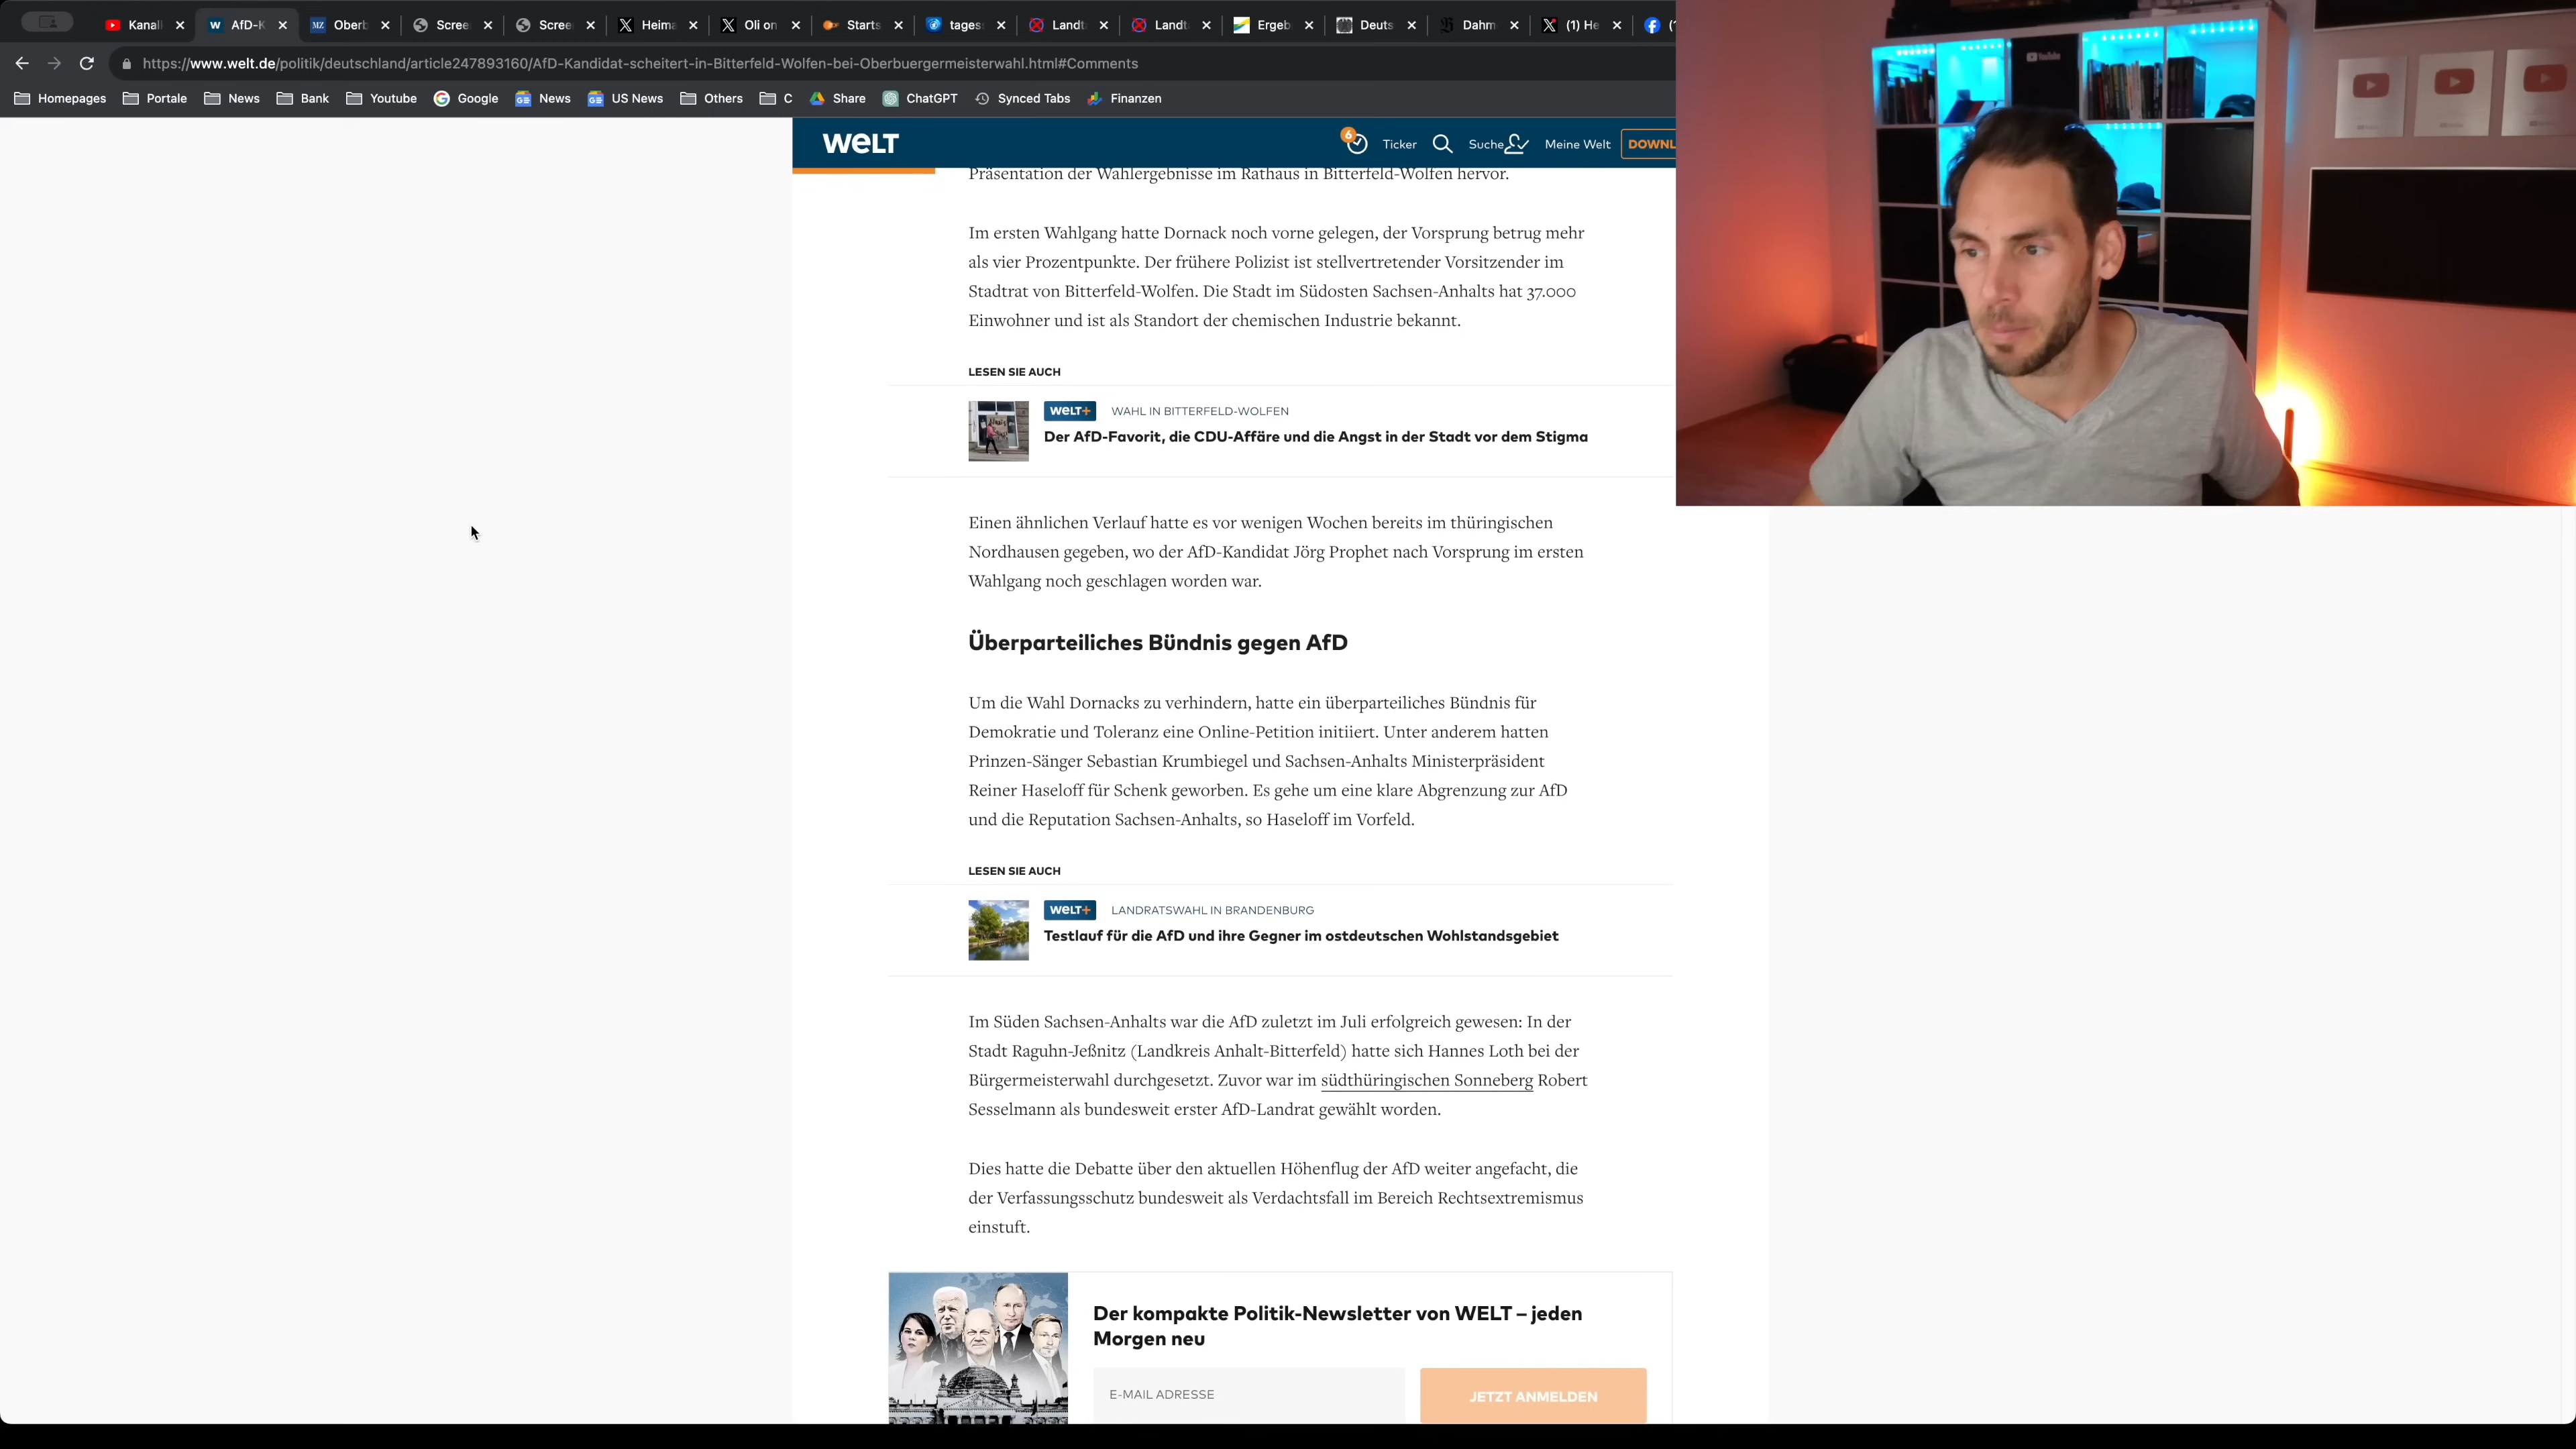 Kanal
AfD-K
MZ
Oberb
Scree
Scree
Heima
Oli on
Starts
tages
Landt
Landt
Ergeb
Deuts
Dahm
(1) He
https://www.welt.de/politik/deutschland/article247893160/AfD-Kandidat-scheitert-in-Bitterfeld-Wolfen-bei-Oberbuergermeisterwahl.html#Comments
Homepages
Portale
News
Bank
Youtube
Google
News
US News
Others
C
Share
ChatGPT
Synced Tabs
Finanzen
WELT
6
Ticker
Suche
Meine Welt
DOWNL
Präsentation der Wahlergebnisse im Rathaus in Bitterfeld-Wolfen hervor.
Im ersten Wahlgang hatte Dornack noch vorne gelegen, der Vorsprung betrug mehr
als vier Prozentpunkte. Der frühere Polizist ist stellvertretender Vorsitzender im
Stadtrat von Bitterfeld-Wolfen. Die Stadt im Südosten Sachsen-Anhalts hat 37.000
Einwohner und ist als Standort der chemischen Industrie bekannt.
LESEN SIE AUCH
WELT+ WAHL IN BITTERFELD-WOLFEN
Der AfD-Favorit, die CDU-Affäre und die Angst in der Stadt vor dem Stigma
Einen ähnlichen Verlauf hatte es vor wenigen Wochen bereits im thüringischen
Nordhausen gegeben, wo der AfD-Kandidat Jörg Prophet nach Vorsprung im ersten
Wahlgang noch geschlagen worden war.
Überparteiliches Bündnis gegen AfD
Um die Wahl Dornacks zu verhindern, hatte ein überparteiliches Bündnis für
Demokratie und Toleranz eine Online-Petition initiiert. Unter anderem hatten
Prinzen-Sänger Sebastian Krumbiegel und Sachsen-Anhalts Ministerpräsident
Reiner Haseloff für Schenk geworben. Es gehe um eine klare Abgrenzung zur AfD
und die Reputation Sachsen-Anhalts, so Haseloff im Vorfeld.
LESEN SIE AUCH
WELT+ LANDRATSWAHL IN BRANDENBURG
Testlauf für die AfD und ihre Gegner im ostdeutschen Wohlstandsgebiet
Im Süden Sachsen-Anhalts war die AfD zuletzt im Juli erfolgreich gewesen: In der
Stadt Raguhn-Jeßnitz (Landkreis Anhalt-Bitterfeld) hatte sich Hannes Loth bei der
Bürgermeisterwahl durchgesetzt. Zuvor war im südthüringischen Sonneberg Robert
Sesselmann als bundesweit erster AfD-Landrat gewählt worden.
Dies hatte die Debatte über den aktuellen Höhenflug der AfD weiter angefacht, die
der Verfassungsschutz bundesweit als Verdachtsfall im Bereich Rechtsextremismus
einstuft.
Der kompakte Politik-Newsletter von WELT – jeden
Morgen neu
E-MAIL ADRESSE
JETZT ANMELDEN